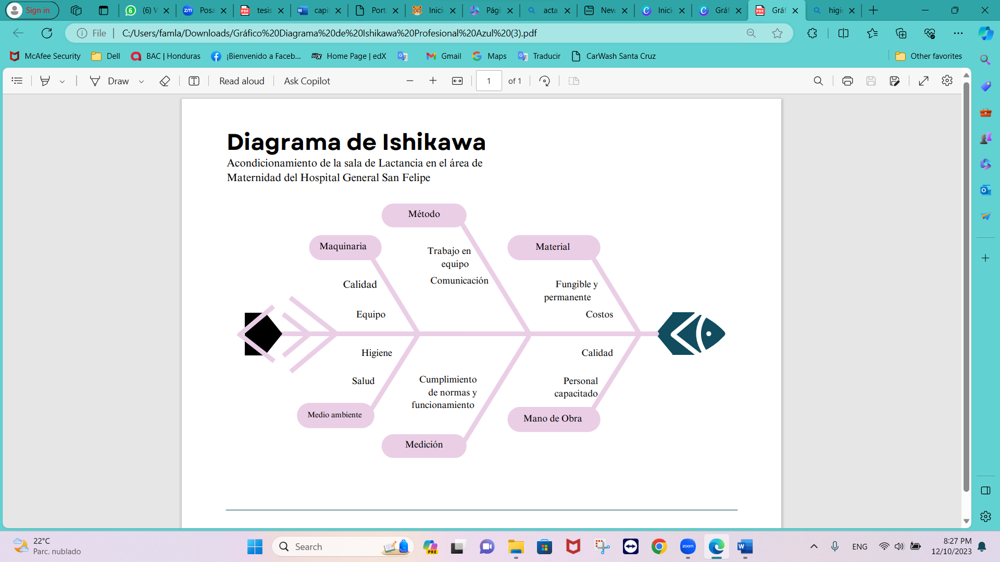 Sign in
(6) W
Posa
tesis
capi
Port
Inici
Pági
acta
New
Inici
Gráf
Gráf
higie
File
C:/Users/famla/Downloads/Gráfico%20Diagrama%20de%20Ishikawa%20Profesional%20Azul%20(3).pdf
McAfee Security
Dell
BAC | Honduras
¡Bienvenido a Faceb...
Home Page | edX
Gmail
Maps
Traducir
CarWash Santa Cruz
Other favorites
Draw
Read aloud
Ask Copilot
1
of 1
Diagrama de Ishikawa
Acondicionamiento de la sala de Lactancia en el área de
Maternidad del Hospital General San Felipe
Método
Maquinaria
Material
Trabajo en
equipo
Comunicación
Calidad
Fungible y
permanente
Equipo
Costos
Higiene
Calidad
Salud
Cumplimiento
de normas y
funcionamiento
Personal
capacitado
Medio ambiente
Mano de Obra
Medición
22°C
Parc. nublado
Search
PRE
zoom
ENG
8:27 PM
12/10/2023